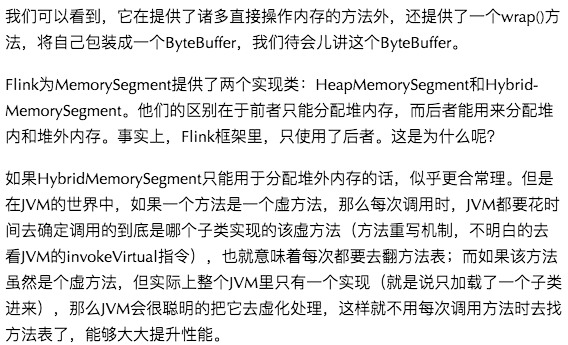 我们可以看到，它在提供了诸多直接操作内存的方法外，还提供了一个wrap()方
法，将自己包装成一个ByteBuffer，我们待会儿讲这个ByteBuffer。
Flink为MemorySegment提供了两个实现类：HeapMemorySegment和Hybrid-
MemorySegment。他们的区别在于前者只能分配堆内存，而后者能用来分配堆
内和堆外内存。事实上，Flink框架里，只使用了后者。这是为什么呢？
如果HybridMemorySegment只能用于分配堆外内存的话，似乎更合常理。但是
在JVM的世界中，如果一个方法是一个虚方法，那么每次调用时，JVM都要花时
间去确定调用的到底是哪个子类实现的该虚方法（方法重写机制，不明白的去
看JVM的invokeVirtual指令），也就意味着每次都要去翻方法表；而如果该方法
虽然是个虚方法，但实际上整个JVM里只有一个实现（就是说只加载了一个子类
进来），那么JVM会很聪明的把它去虚化处理，这样就不用每次调用方法时去找
方法表了，能够大大提升性能。